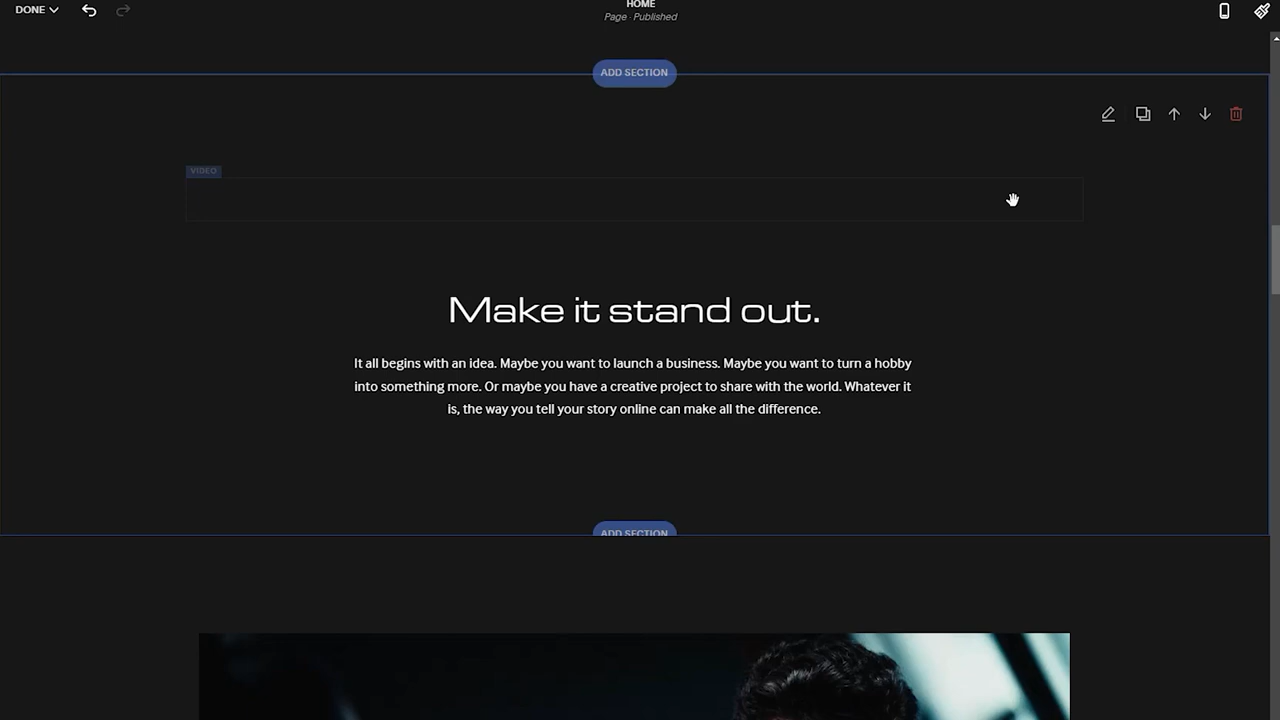 DONE
HOME
Page · Published
ADD SECTION
VIDEO
Make it stand out.
It all begins with an idea. Maybe you want to launch a business. Maybe you want to turn a hobby
into something more. Or maybe you have a creative project to share with the world. Whatever it
is, the way you tell your story online can make all the difference.
ADD SECTION